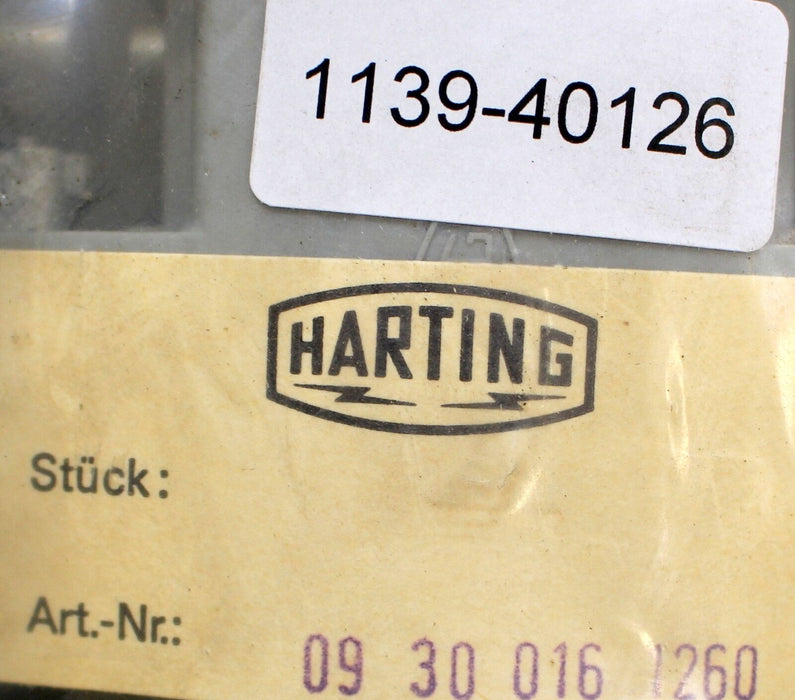 1139-40126
HARTING
Stück:
Art.-Nr.: 09 30 016 1260